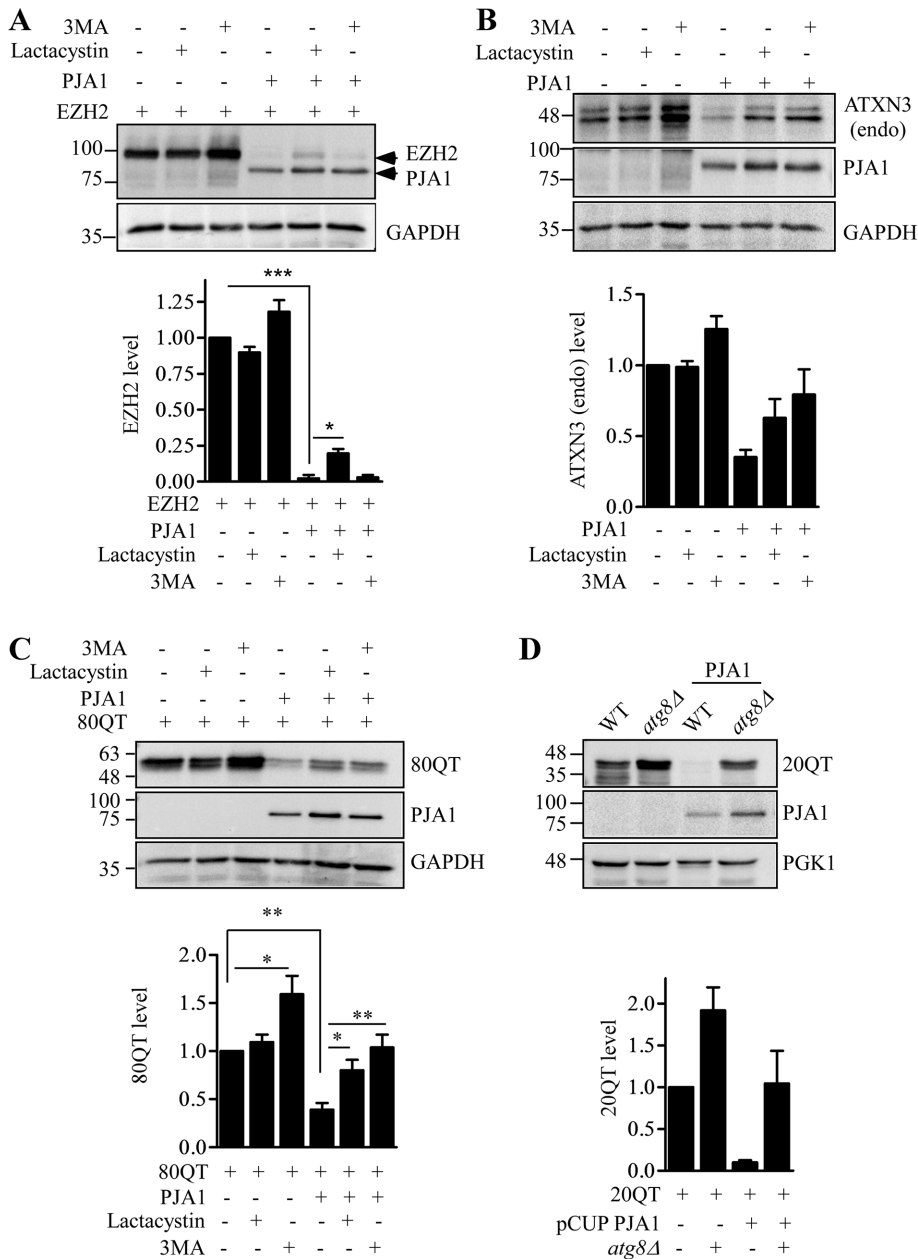 A
3MA - - + - - +
Lactacystin - + - - + -
PJA1 - - - + + +
EZH2 + + + + + +
100
75
EZH2
PJA1
35
GAPDH
***
*
EZH2 level
1.25
1.00
0.75
0.50
0.25
0.00
EZH2 + + + + + +
PJA1 - - - + + +
Lactacystin - + - - + -
3MA - - + - - +
B
3MA - - + - - +
Lactacystin - + - - + -
PJA1 - - - + + +
48
ATXN3
(endo)
100
75
PJA1
35
GAPDH
ATXN3 (endo) level
1.5
1.0
0.5
0.0
PJA1 - - - + + +
Lactacystin - + - - + -
3MA - - + - - +
C
3MA - - + - - +
Lactacystin - + - - + -
PJA1 - - - + + +
80QT + + + + + +
63
48
80QT
100
75
PJA1
35
GAPDH
**
*
**
*
80QT level
2.0
1.5
1.0
0.5
0.0
80QT + + + + + +
PJA1 - - - + + +
Lactacystin - + - - + -
3MA - - + - - +
D
PJA1
WT atg8Δ WT atg8Δ
48
35
20QT
100
75
PJA1
48
PGK1
20QT level
2.0
1.5
1.0
0.5
0.0
20QT + + + +
pCUP PJA1 - - + +
atg8Δ - + - +